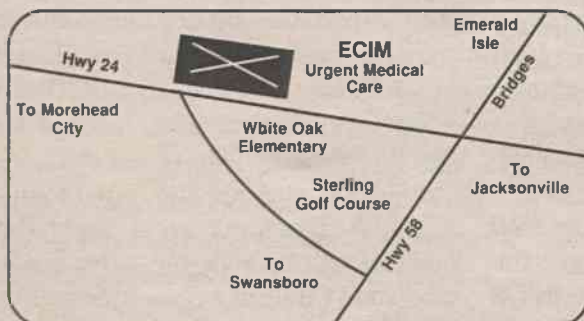 Emerald
Isle
ECIM
Urgent Medical
Care
Hwy 24
Bridges
To Morehead
City
White Oak
Elementary
To
Jacksonville
Sterling
Golf Course
Hwy 58
To
Swansboro